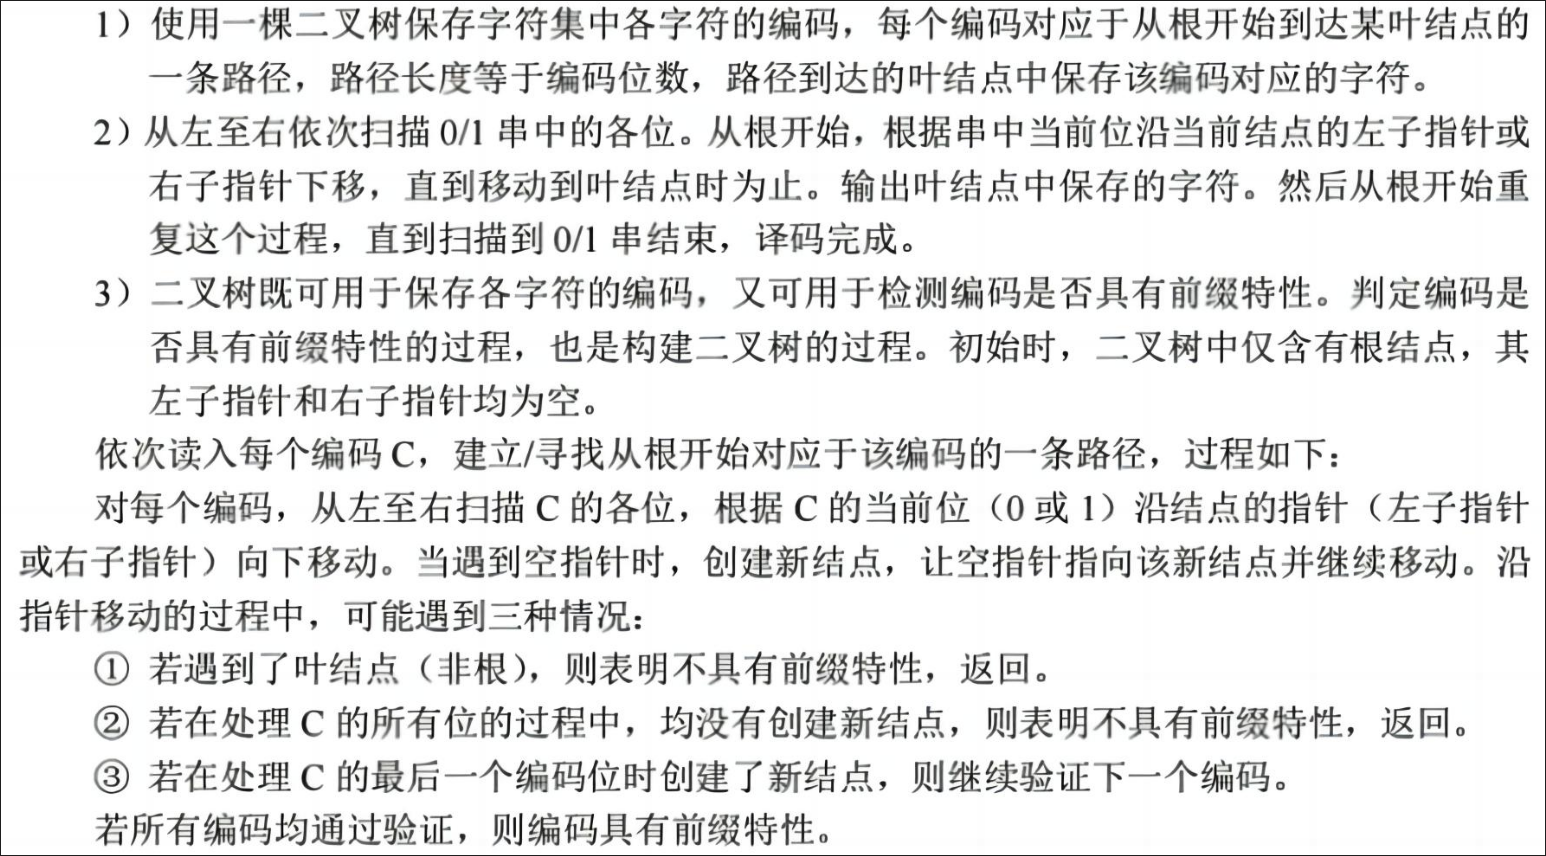 1）使用一棵二叉树保存字符集中各字符的编码，每个编码对应于从根开始到达某叶结点的
一条路径，路径长度等于编码位数，路径到达的叶结点中保存该编码对应的字符。
2）从左至右依次扫描 0/1 串中的各位。从根开始，根据串中当前位沿当前结点的左子指针或
右子指针下移，直到移动到叶结点时为止。输出叶结点中保存的字符。然后从根开始重
复这个过程，直到扫描到 0/1 串结束，译码完成。
3）二叉树既可用于保存各字符的编码，又可用于检测编码是否具有前缀特性。判定编码是
否具有前缀特性的过程，也是构建二叉树的过程。初始时，二叉树中仅含有根结点，其
左子指针和右子指针均为空。
依次读入每个编码 C，建立/寻找从根开始对应于该编码的一条路径，过程如下：
对每个编码，从左至右扫描 C 的各位，根据 C 的当前位（0 或 1）沿结点的指针（左子指针
或右子指针）向下移动。当遇到空指针时，创建新结点，让空指针指向该新结点并继续移动。沿
指针移动的过程中，可能遇到三种情况：
① 若遇到了叶结点（非根），则表明不具有前缀特性，返回。
② 若在处理 C 的所有位的过程中，均没有创建新结点，则表明不具有前缀特性，返回。
③ 若在处理 C 的最后一个编码位时创建了新结点，则继续验证下一个编码。
若所有编码均通过验证，则编码具有前缀特性。